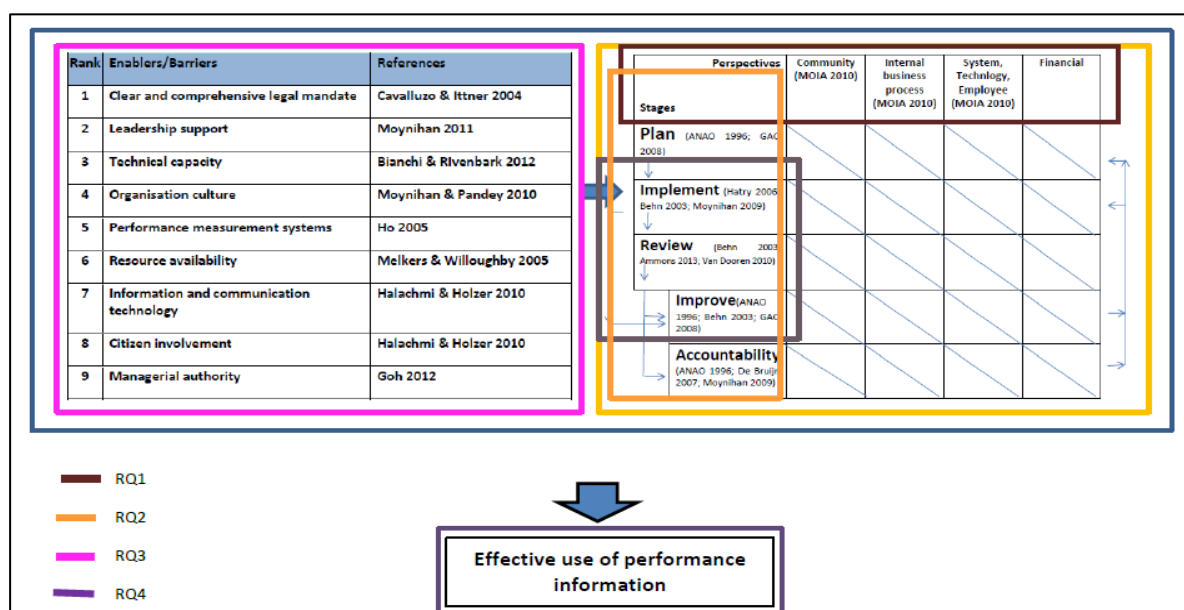 Rank Enablers/Barriers References
1 Clear and comprehensive legal mandate Cavalluzo & Ittner 2004
2 Leadership support Moynihan 2011
3 Technical capacity Bianchi & RIvenbark 2012
4 Organisation culture Moynihan & Pandey 2010
5 Performance measurement systems Ho 2005
6 Resource availability Melkers & Willoughby 2005
7 Information and communication Halachmi & Holzer 2010
technology
8 Citizen involvement Halachmi & Holzer 2010
9 Managerial authority Goh 2012
Perspectives
Stages
Community
(MOIA 2010)
Internal
business
process
(MOIA 2010)
System,
Technlogy,
Employee
(MOIA 2010)
Financial
Plan (ANAO 1996; GAO
2008)
Implement (Hatry 2006
Behn 2003; Moynihan 2009)
Review (Behn 2003
Ammons 2013; Van Dooren 2010)
Improve(ANAO
1996; Behn 2003; GAO
2008)
Accountability
(ANAO 1996; De Bruijn
2007; Moynihan 2009)
RQ1
RQ2
RQ3
RQ4
Effective use of performance
information